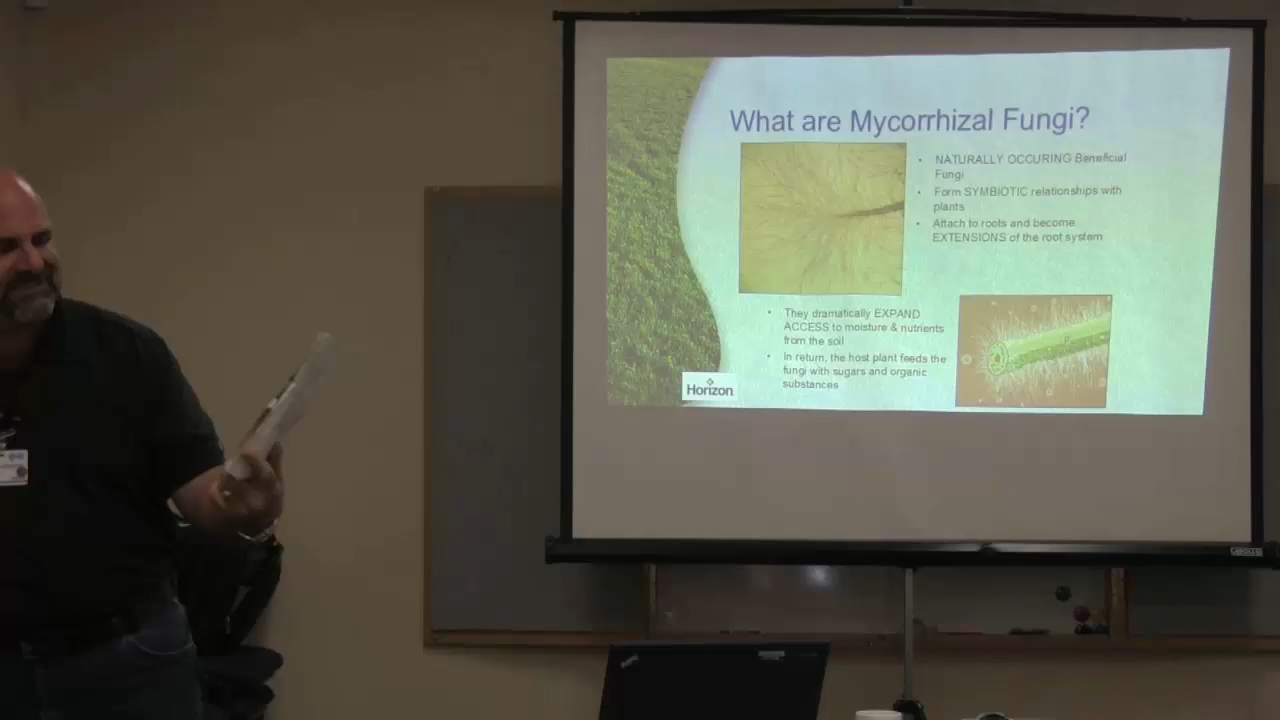 What are Mycorrhizal Fungi?
NATURALLY OCCURING Beneficial
Fungi
Form SYMBIOTIC relationships with
plants
Attach to roots and become
EXTENSIONS of the root system
They dramatically EXPAND
ACCESS to moisture & nutrients
from the soil
In return, the host plant feeds the
fungi with sugars and organic
substances
Horizon